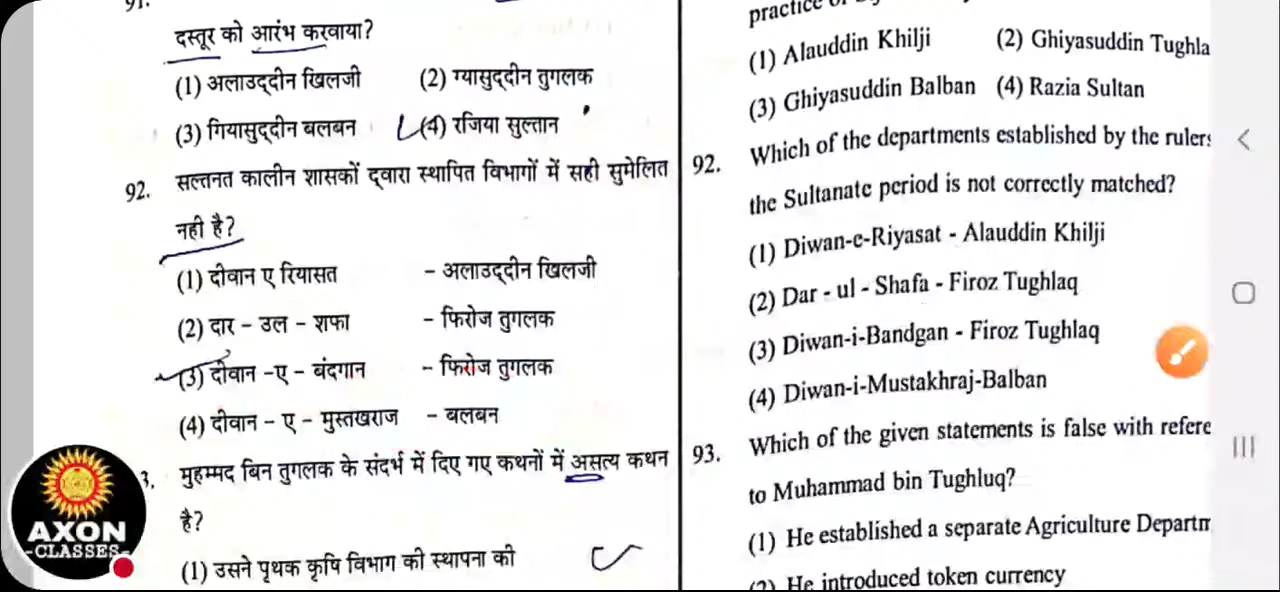 91.
दस्तूर को आरंभ करवाया?
(1) अलाउद्दीन खिलजी (2) ग्यासुद्दीन तुगलक
(3) गियासुद्दीन बलबन (4) रजिया सुल्तान
92. सल्तनत कालीन शासकों द्वारा स्थापित विभागों में सही सुमेलित
नही है?
(1) दीवान ए रियासत - अलाउद्दीन खिलजी
(2) दार - उल - शफा - फिरोज तुगलक
(3) दीवान -ए - बंदगान - फिरोज तुगलक
(4) दीवान - ए - मुस्तखराज - बलबन
3. मुहम्मद बिन तुगलक के संदर्भ में दिए गए कथनों में असत्य कथन
है?
(1) उसने पृथक कृषि विभाग की स्थापना की
practice
(1) Alauddin Khilji (2) Ghiyasuddin Tughla
(3) Ghiyasuddin Balban (4) Razia Sultan
92. Which of the departments established by the rulers
the Sultanate period is not correctly matched?
(1) Diwan-e-Riyasat - Alauddin Khilji
(2) Dar - ul - Shafa - Firoz Tughlaq
(3) Diwan-i-Bandgan - Firoz Tughlaq
(4) Diwan-i-Mustakhraj-Balban
93. Which of the given statements is false with refere
to Muhammad bin Tughluq?
(1) He established a separate Agriculture Departm
(2) He introduced token currency
AXON
-CLASSES-